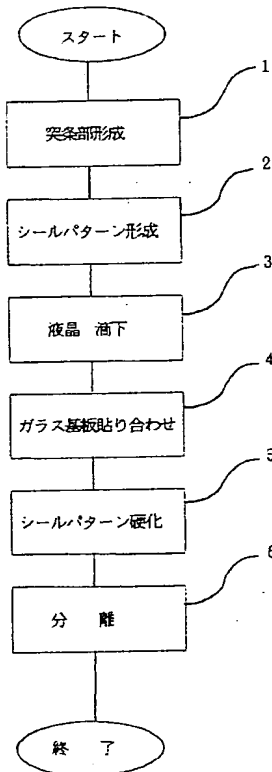 スタート
1
突条部形成
2
シールパターン形成
3
液晶 滴下
4
ガラス基板貼り合わせ
5
シールパターン硬化
6
分 離
終 了